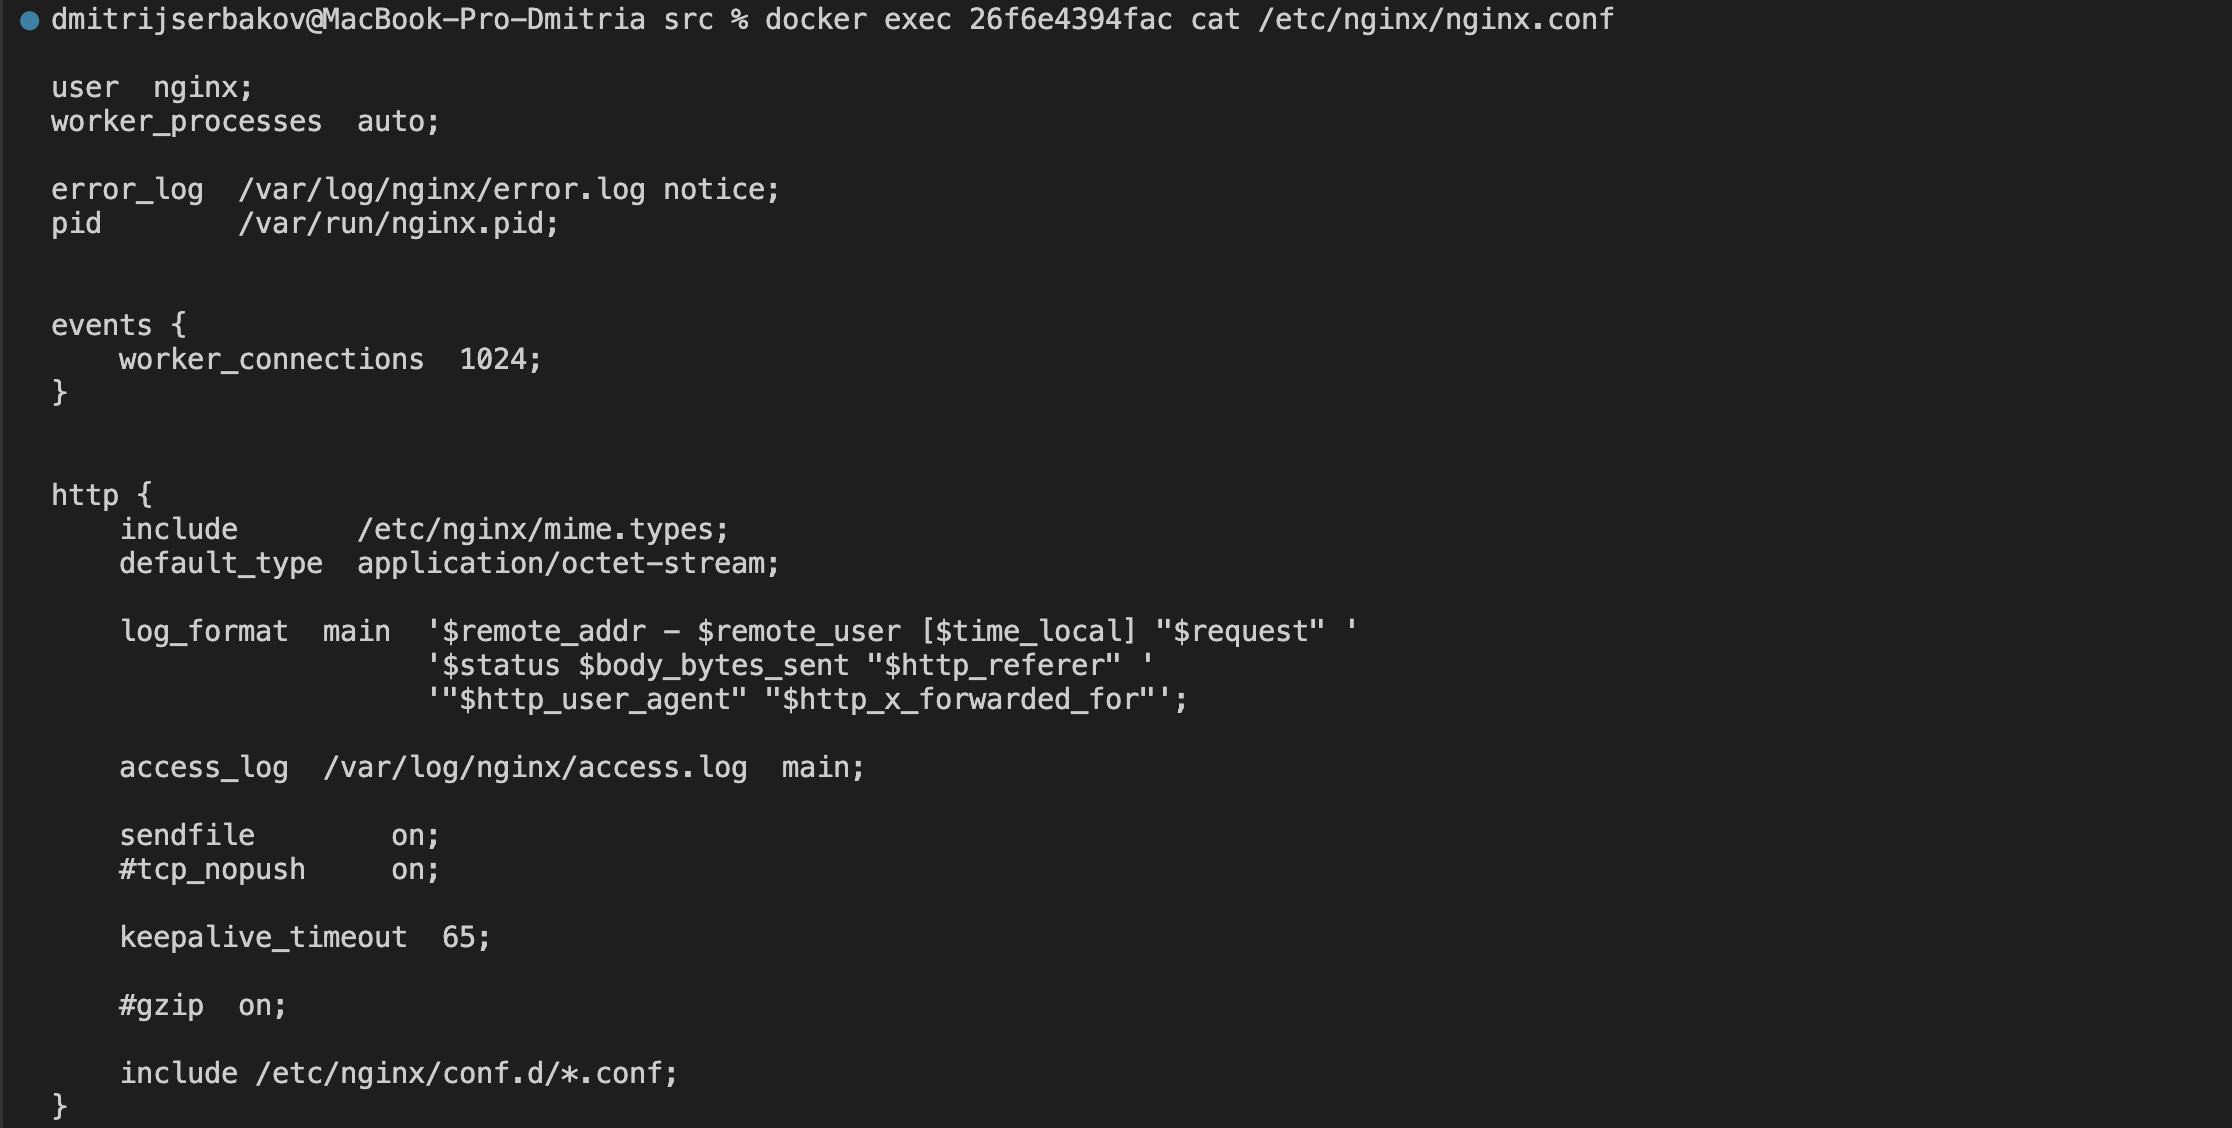 dmitrijserbakov@MacBook-Pro-Dmitria src % docker exec 26f6e4394fac cat /etc/nginx/nginx.conf
user  nginx;
worker_processes  auto;
error_log  /var/log/nginx/error.log notice;
pid        /var/run/nginx.pid;
events {
    worker_connections  1024;
}
http {
    include       /etc/nginx/mime.types;
    default_type  application/octet-stream;
    log_format  main  '$remote_addr - $remote_user [$time_local] "$request" '
                      '$status $body_bytes_sent "$http_referer" '
                      '"$http_user_agent" "$http_x_forwarded_for"';
    access_log  /var/log/nginx/access.log  main;
    sendfile        on;
    #tcp_nopush     on;
    keepalive_timeout  65;
    #gzip  on;
    include /etc/nginx/conf.d/*.conf;
}